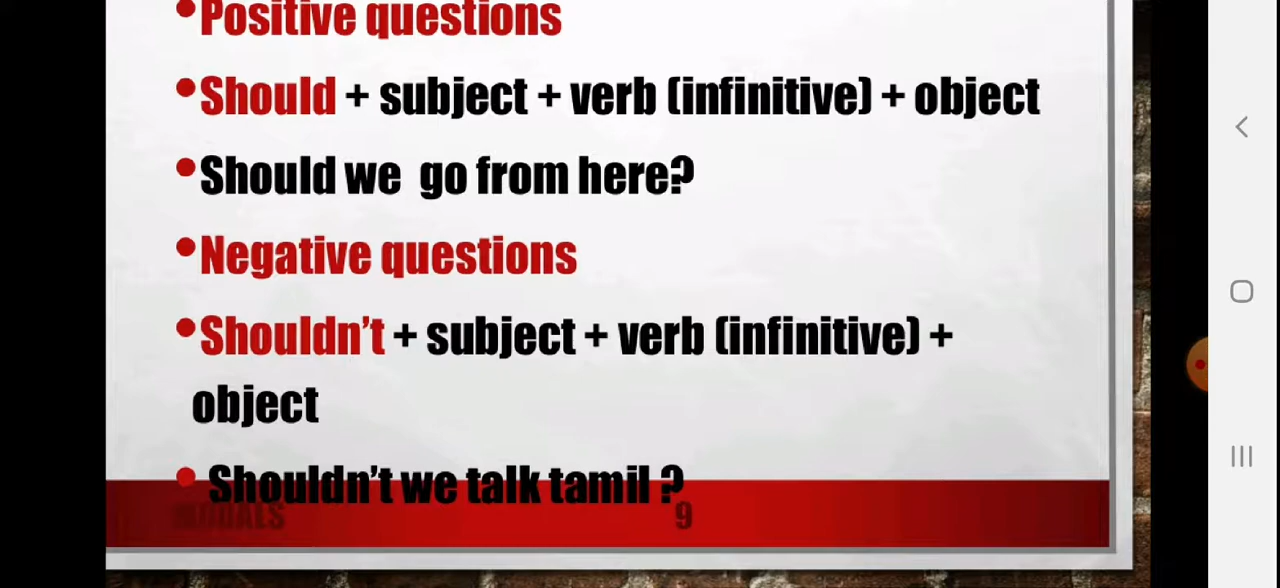 •Positive questions
•Should + subject + verb (infinitive) + object
•Should we go from here?
•Negative questions
•Shouldn’t + subject + verb (infinitive) +
object
• Shouldn’t we talk tamil ?
MODALS 9